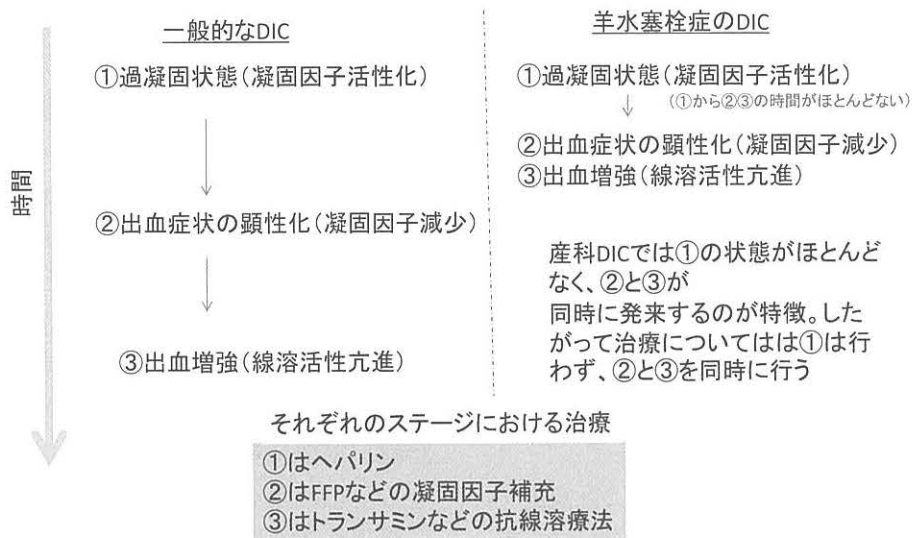 一般的なDIC
①過凝固状態(凝固因子活性化)
②出血症状の顕性化(凝固因子減少)
③出血増強(線溶活性亢進)
時間
羊水塞栓症のDIC
①過凝固状態(凝固因子活性化)
(①から②③の時間がほとんどない)
②出血症状の顕性化(凝固因子減少)
③出血増強(線溶活性亢進)
産科DICでは①の状態がほとんど
なく、②と③が
同時に発来するのが特徴。した
がって治療についてはは①は行
わず、②と③を同時に行う
それぞれのステージにおける治療
①はヘパリン
②はFFPなどの凝固因子補充
③はトランサミンなどの抗線溶療法